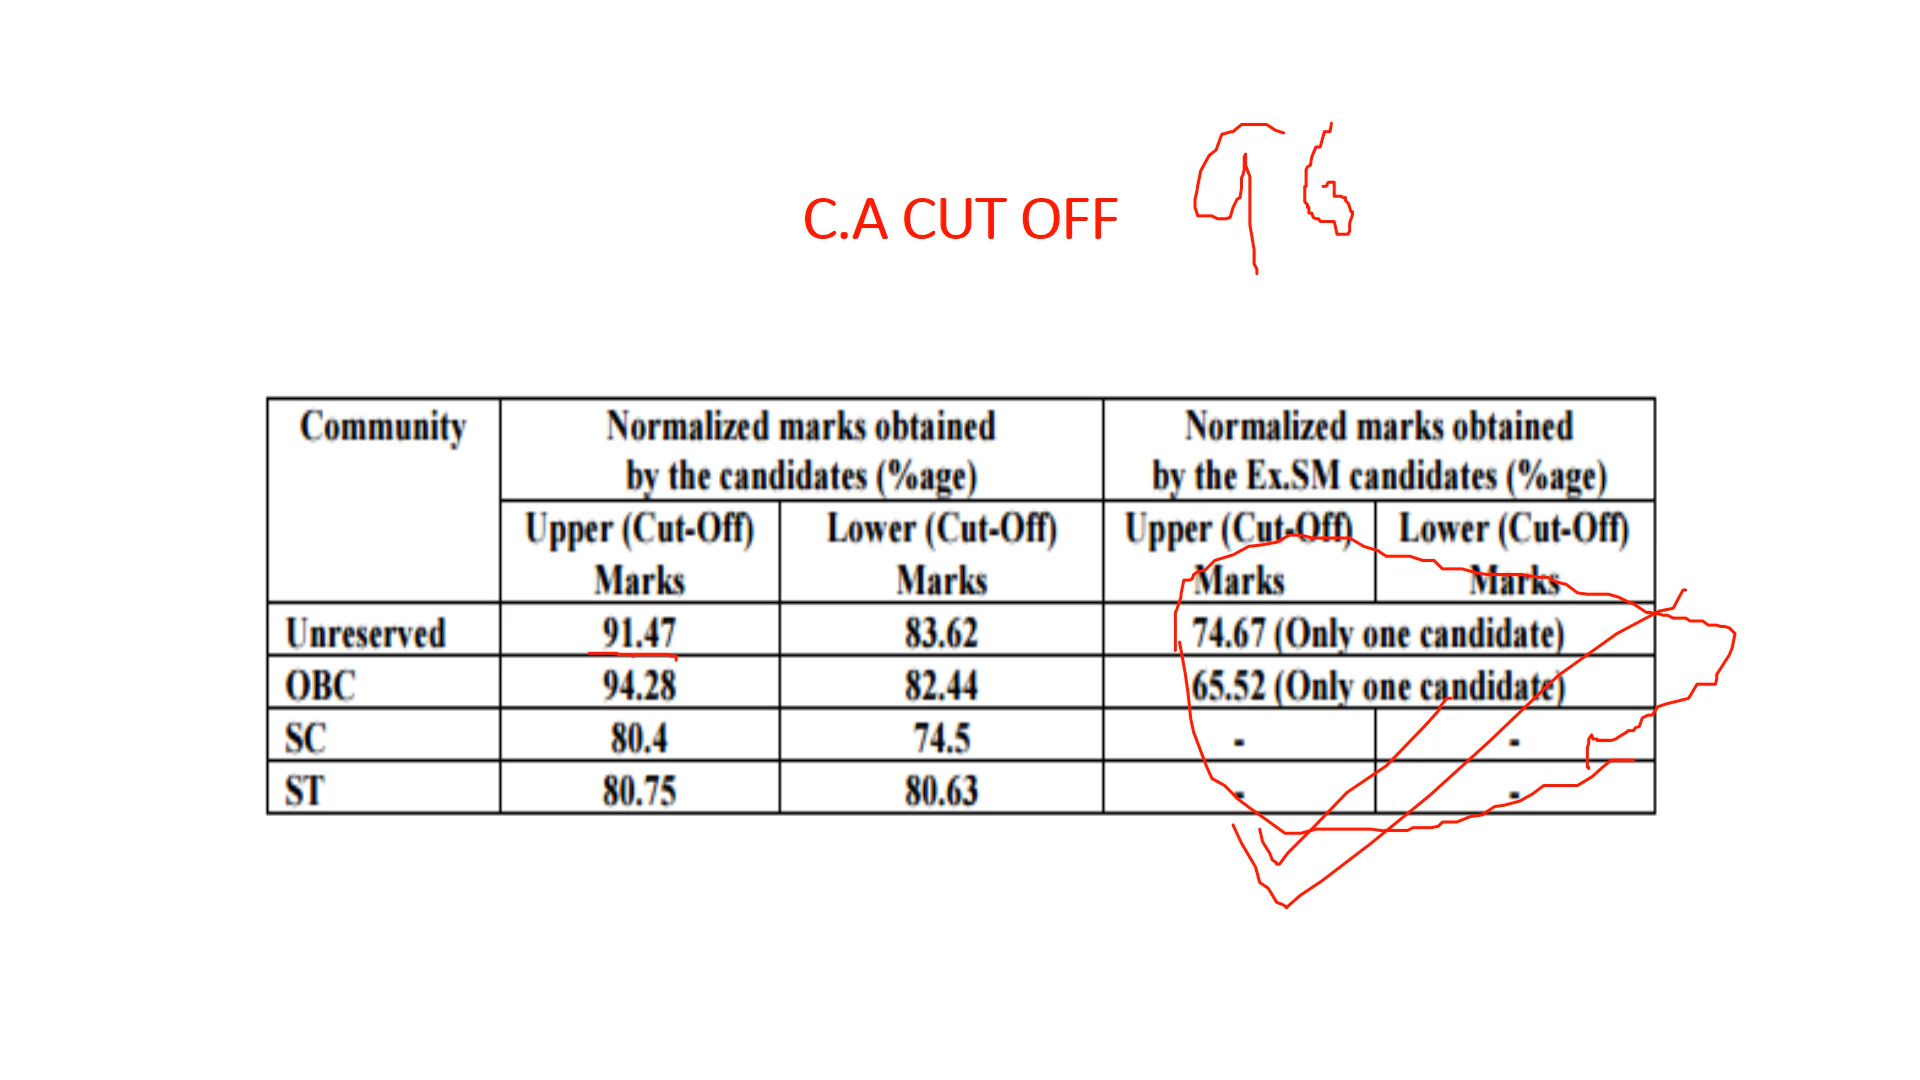 C.A CUT OFF 96
Community Normalized marks obtained by the candidates (%age) Normalized marks obtained by the Ex.SM candidates (%age)
Upper (Cut-Off) Marks Lower (Cut-Off) Marks Upper (Cut-Off) Marks Lower (Cut-Off) Marks
Unreserved 91.47 83.62 74.67 (Only one candidate)
OBC 94.28 82.44 65.52 (Only one candidate)
SC 80.4 74.5 - -
ST 80.75 80.63 - -